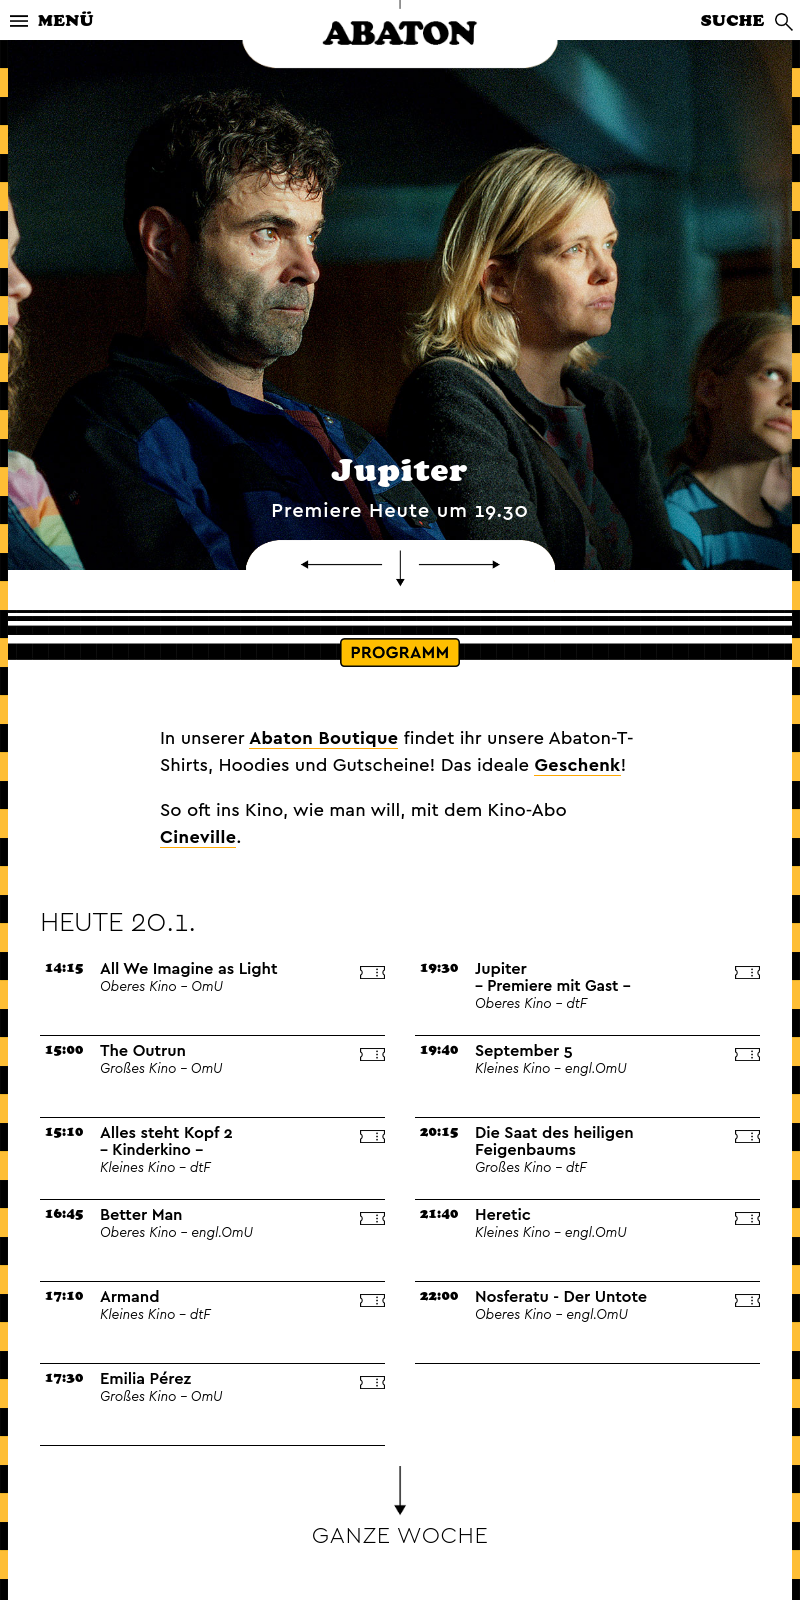 MENÜ
ABATON
SUCHE
Jupiter
Premiere Heute um 19.30
PROGRAMM
In unserer Abaton Boutique findet ihr unsere Abaton-T-
Shirts, Hoodies und Gutscheine! Das ideale Geschenk!
So oft ins Kino, wie man will, mit dem Kino-Abo
Cineville.
HEUTE 20.1.
14:15 All We Imagine as Light
Oberes Kino – OmU
15:00 The Outrun
Großes Kino – OmU
15:10 Alles steht Kopf 2
– Kinderkino –
Kleines Kino – dtF
16:45 Better Man
Oberes Kino – engl.OmU
17:10 Armand
Kleines Kino – dtF
17:30 Emilia Pérez
Großes Kino – OmU
19:30 Jupiter
– Premiere mit Gast –
Oberes Kino – dtF
19:40 September 5
Kleines Kino – engl.OmU
20:15 Die Saat des heiligen
Feigenbaums
Großes Kino – dtF
21:40 Heretic
Kleines Kino – engl.OmU
22:00 Nosferatu - Der Untote
Oberes Kino – engl.OmU
GANZE WOCHE